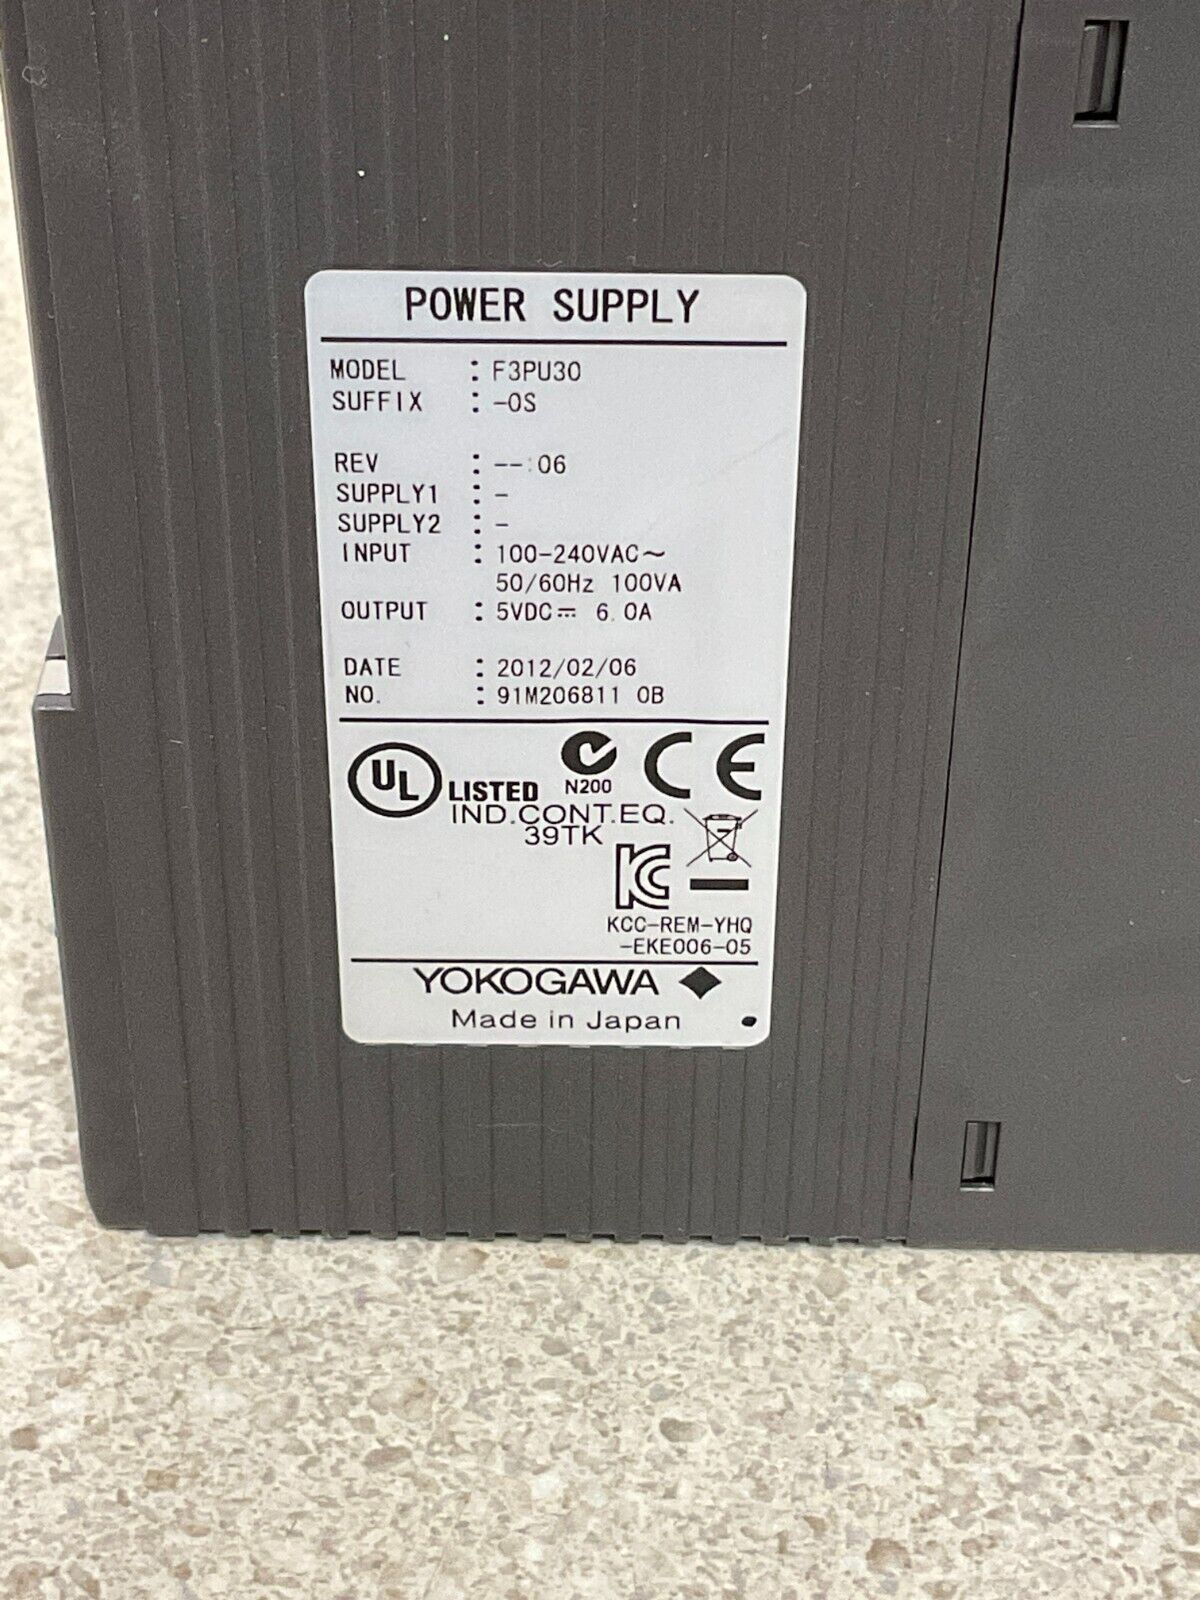 POWER SUPPLY
MODEL : F3PU30
SUFFIX : -0S
REV : --:06
SUPPLY1 : -
SUPPLY2 : -
INPUT : 100-240VAC~
50/60Hz 100VA
OUTPUT : 5VDC⎓ 6.0A
DATE : 2012/02/06
NO. : 91M206811 0B
UL LISTED N200 CE
IND.CONT.EQ.
39TK
KC
KCC-REM-YHQ
-EKE006-05
YOKOGAWA ◆
Made in Japan